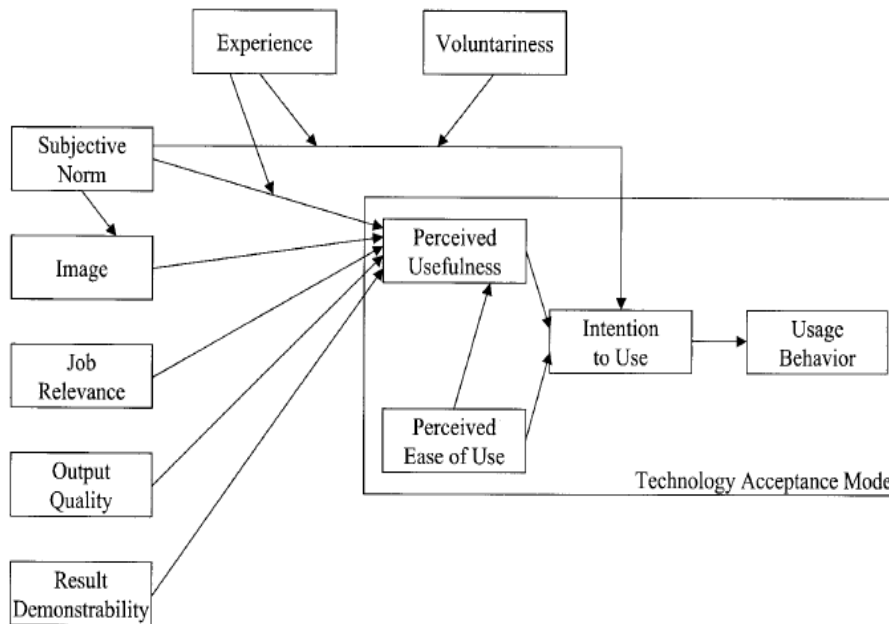 Experience
Voluntariness
Subjective
Norm
Image
Job
Relevance
Output
Quality
Result
Demonstrability
Perceived
Usefulness
Perceived
Ease of Use
Intention
to Use
Usage
Behavior
Technology Acceptance Mode